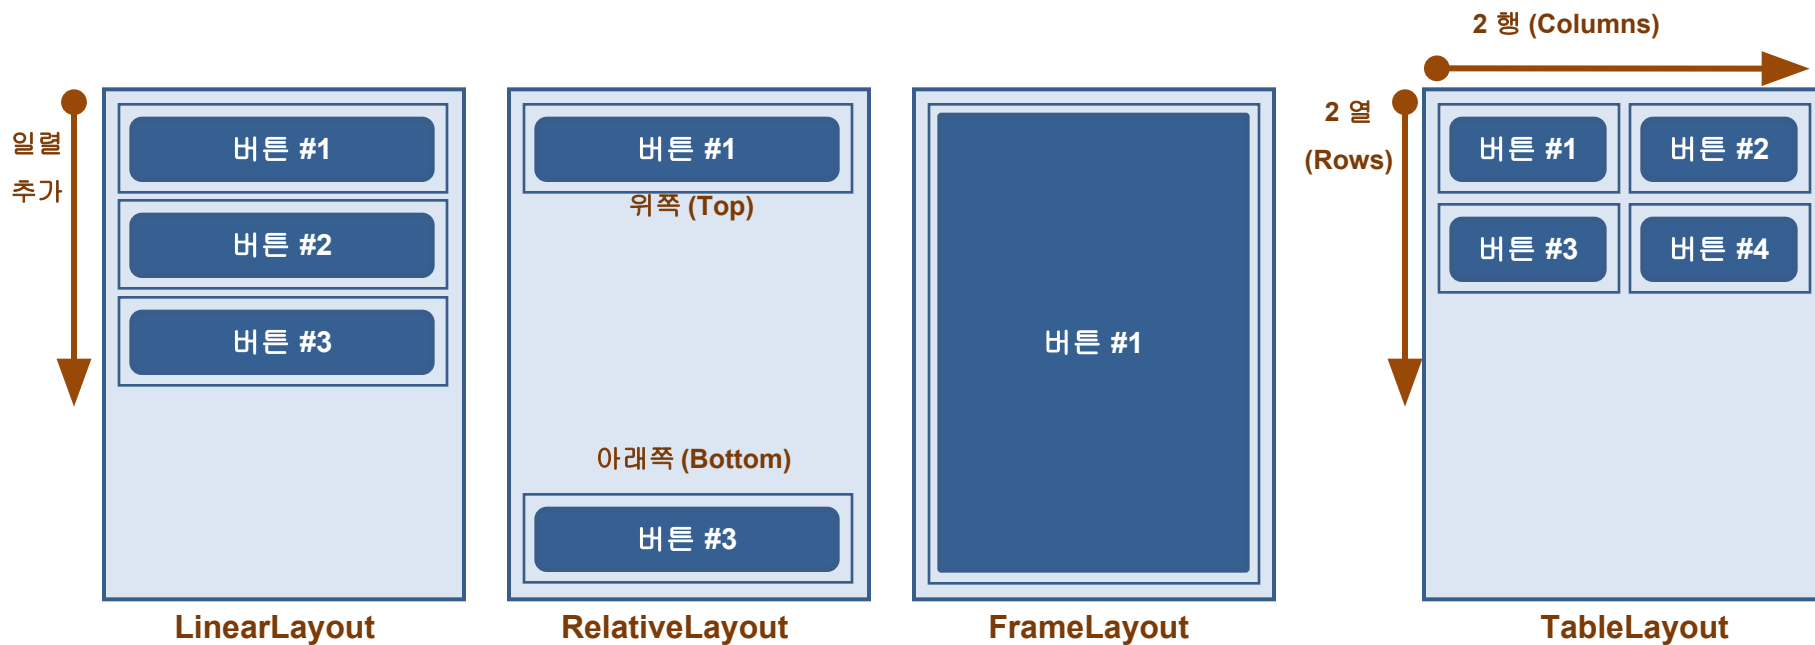 2 행 (Columns)
일렬
추가
버튼 #1
버튼 #2
버튼 #3
LinearLayout
버튼 #1
위쪽 (Top)
아래쪽 (Bottom)
버튼 #3
RelativeLayout
버튼 #1
FrameLayout
2 열
(Rows)
버튼 #1 버튼 #2
버튼 #3 버튼 #4
TableLayout